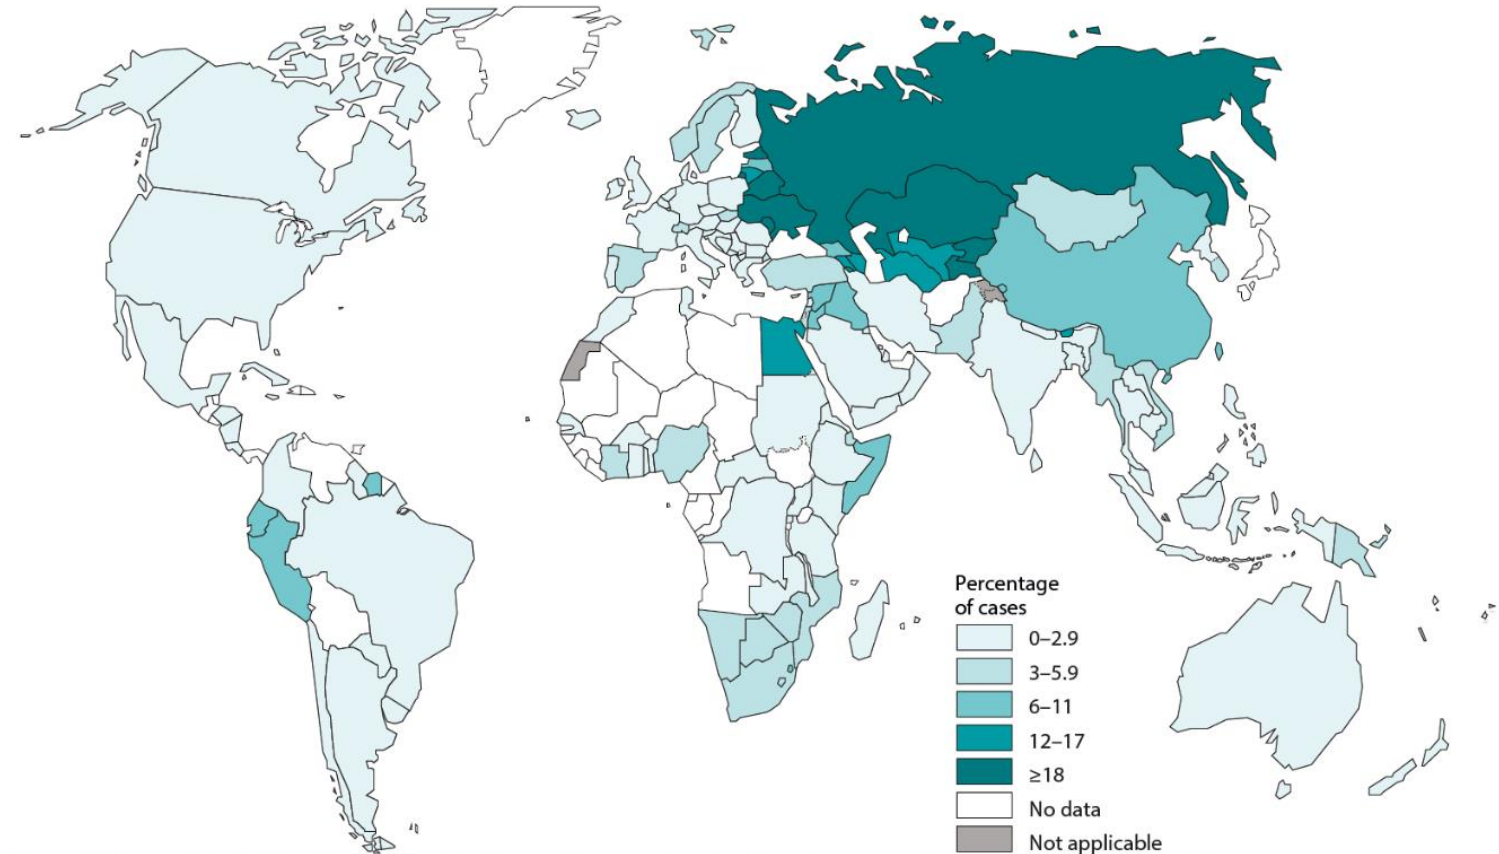 Percentage
of cases
0–2.9
3–5.9
6–11
12–17
≥18
No data
Not applicable